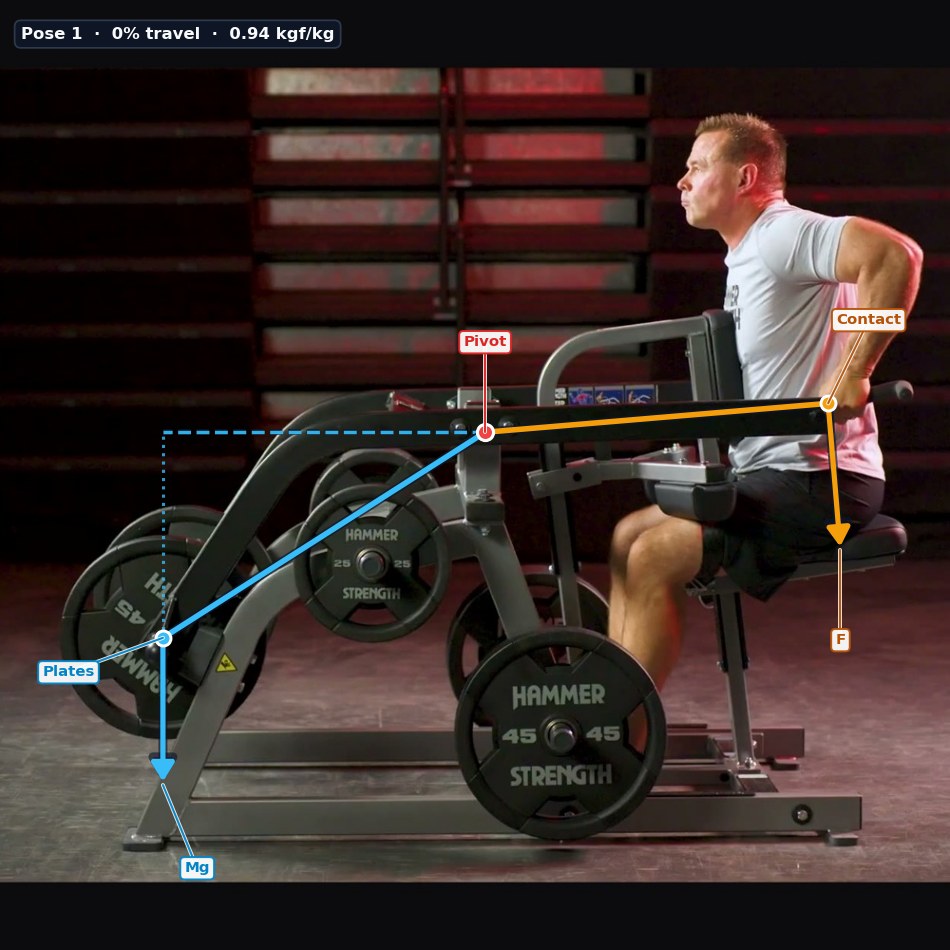 Pose 1 · 0% travel · 0.94 kgf/kg
Contact
Pivot
HAMMER
25 25
STRENGTH
45
HAMMER
Plates
F
HAMMER
45 45
STRENGTH
Mg